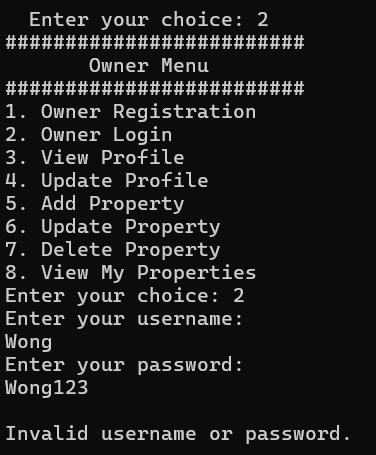 Enter your choice: 2
#########################
Owner Menu
#########################
1. Owner Registration
2. Owner Login
3. View Profile
4. Update Profile
5. Add Property
6. Update Property
7. Delete Property
8. View My Properties
Enter your choice: 2
Enter your username:
Wong
Enter your password:
Wong123
Invalid username or password.